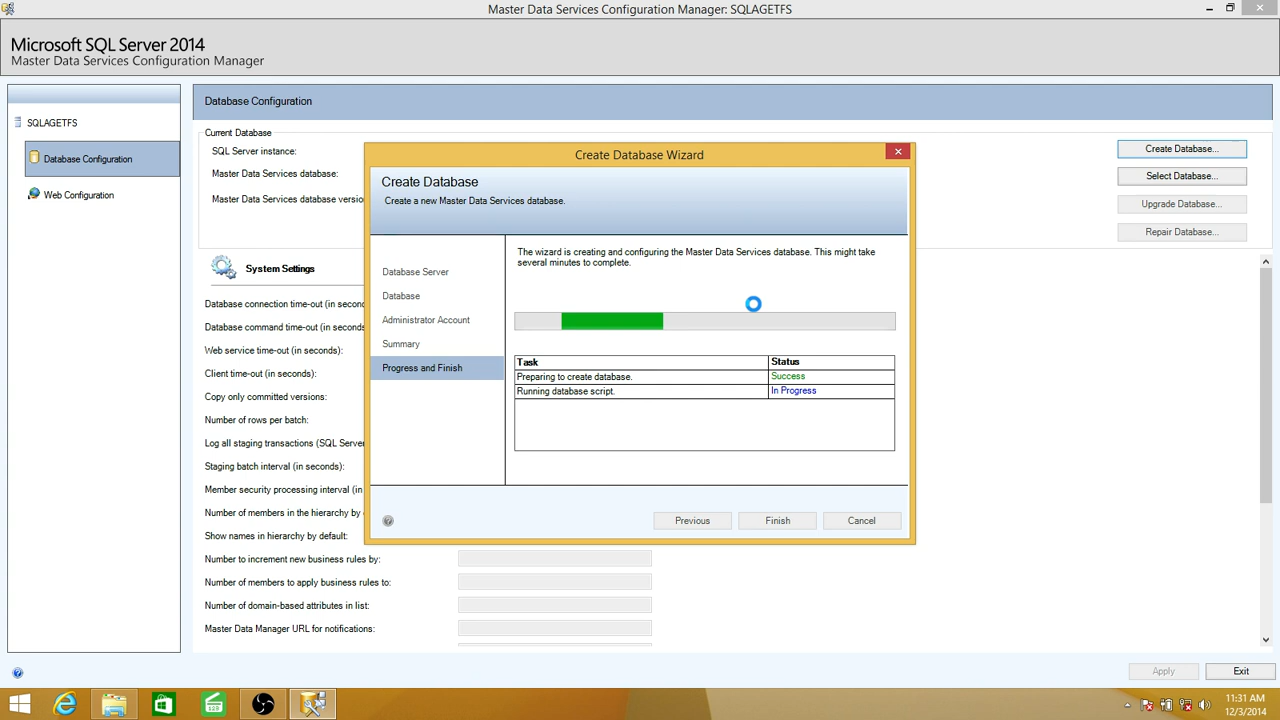 Master Data Services Configuration Manager: SQLAGETFS
Microsoft SQL Server 2014
Master Data Services Configuration Manager
SQLAGETFS
Database Configuration
Web Configuration
Database Configuration
Current Database
SQL Server instance:
Master Data Services database:
Master Data Services database versio
Create Database...
Select Database...
Upgrade Database...
Repair Database...
System Settings
Database connection time-out (in second
Database command time-out (in seconds
Web service time-out (in seconds):
Client time-out (in seconds):
Copy only committed versions:
Number of rows per batch:
Log all staging transactions (SQL Server
Staging batch interval (in seconds):
Member security processing interval (in
Number of members in the hierarchy by
Show names in hierarchy by default:
Number to increment new business rules by:
Number of members to apply business rules to:
Number of domain-based attributes in list:
Master Data Manager URL for notifications:
Create Database Wizard
Create Database
Create a new Master Data Services database.
Database Server
Database
Administrator Account
Summary
Progress and Finish
The wizard is creating and configuring the Master Data Services database. This might take
several minutes to complete.
Task Status
Preparing to create database. Success
Running database script. In Progress
Previous
Finish
Cancel
Apply
Exit
11:31 AM
12/3/2014